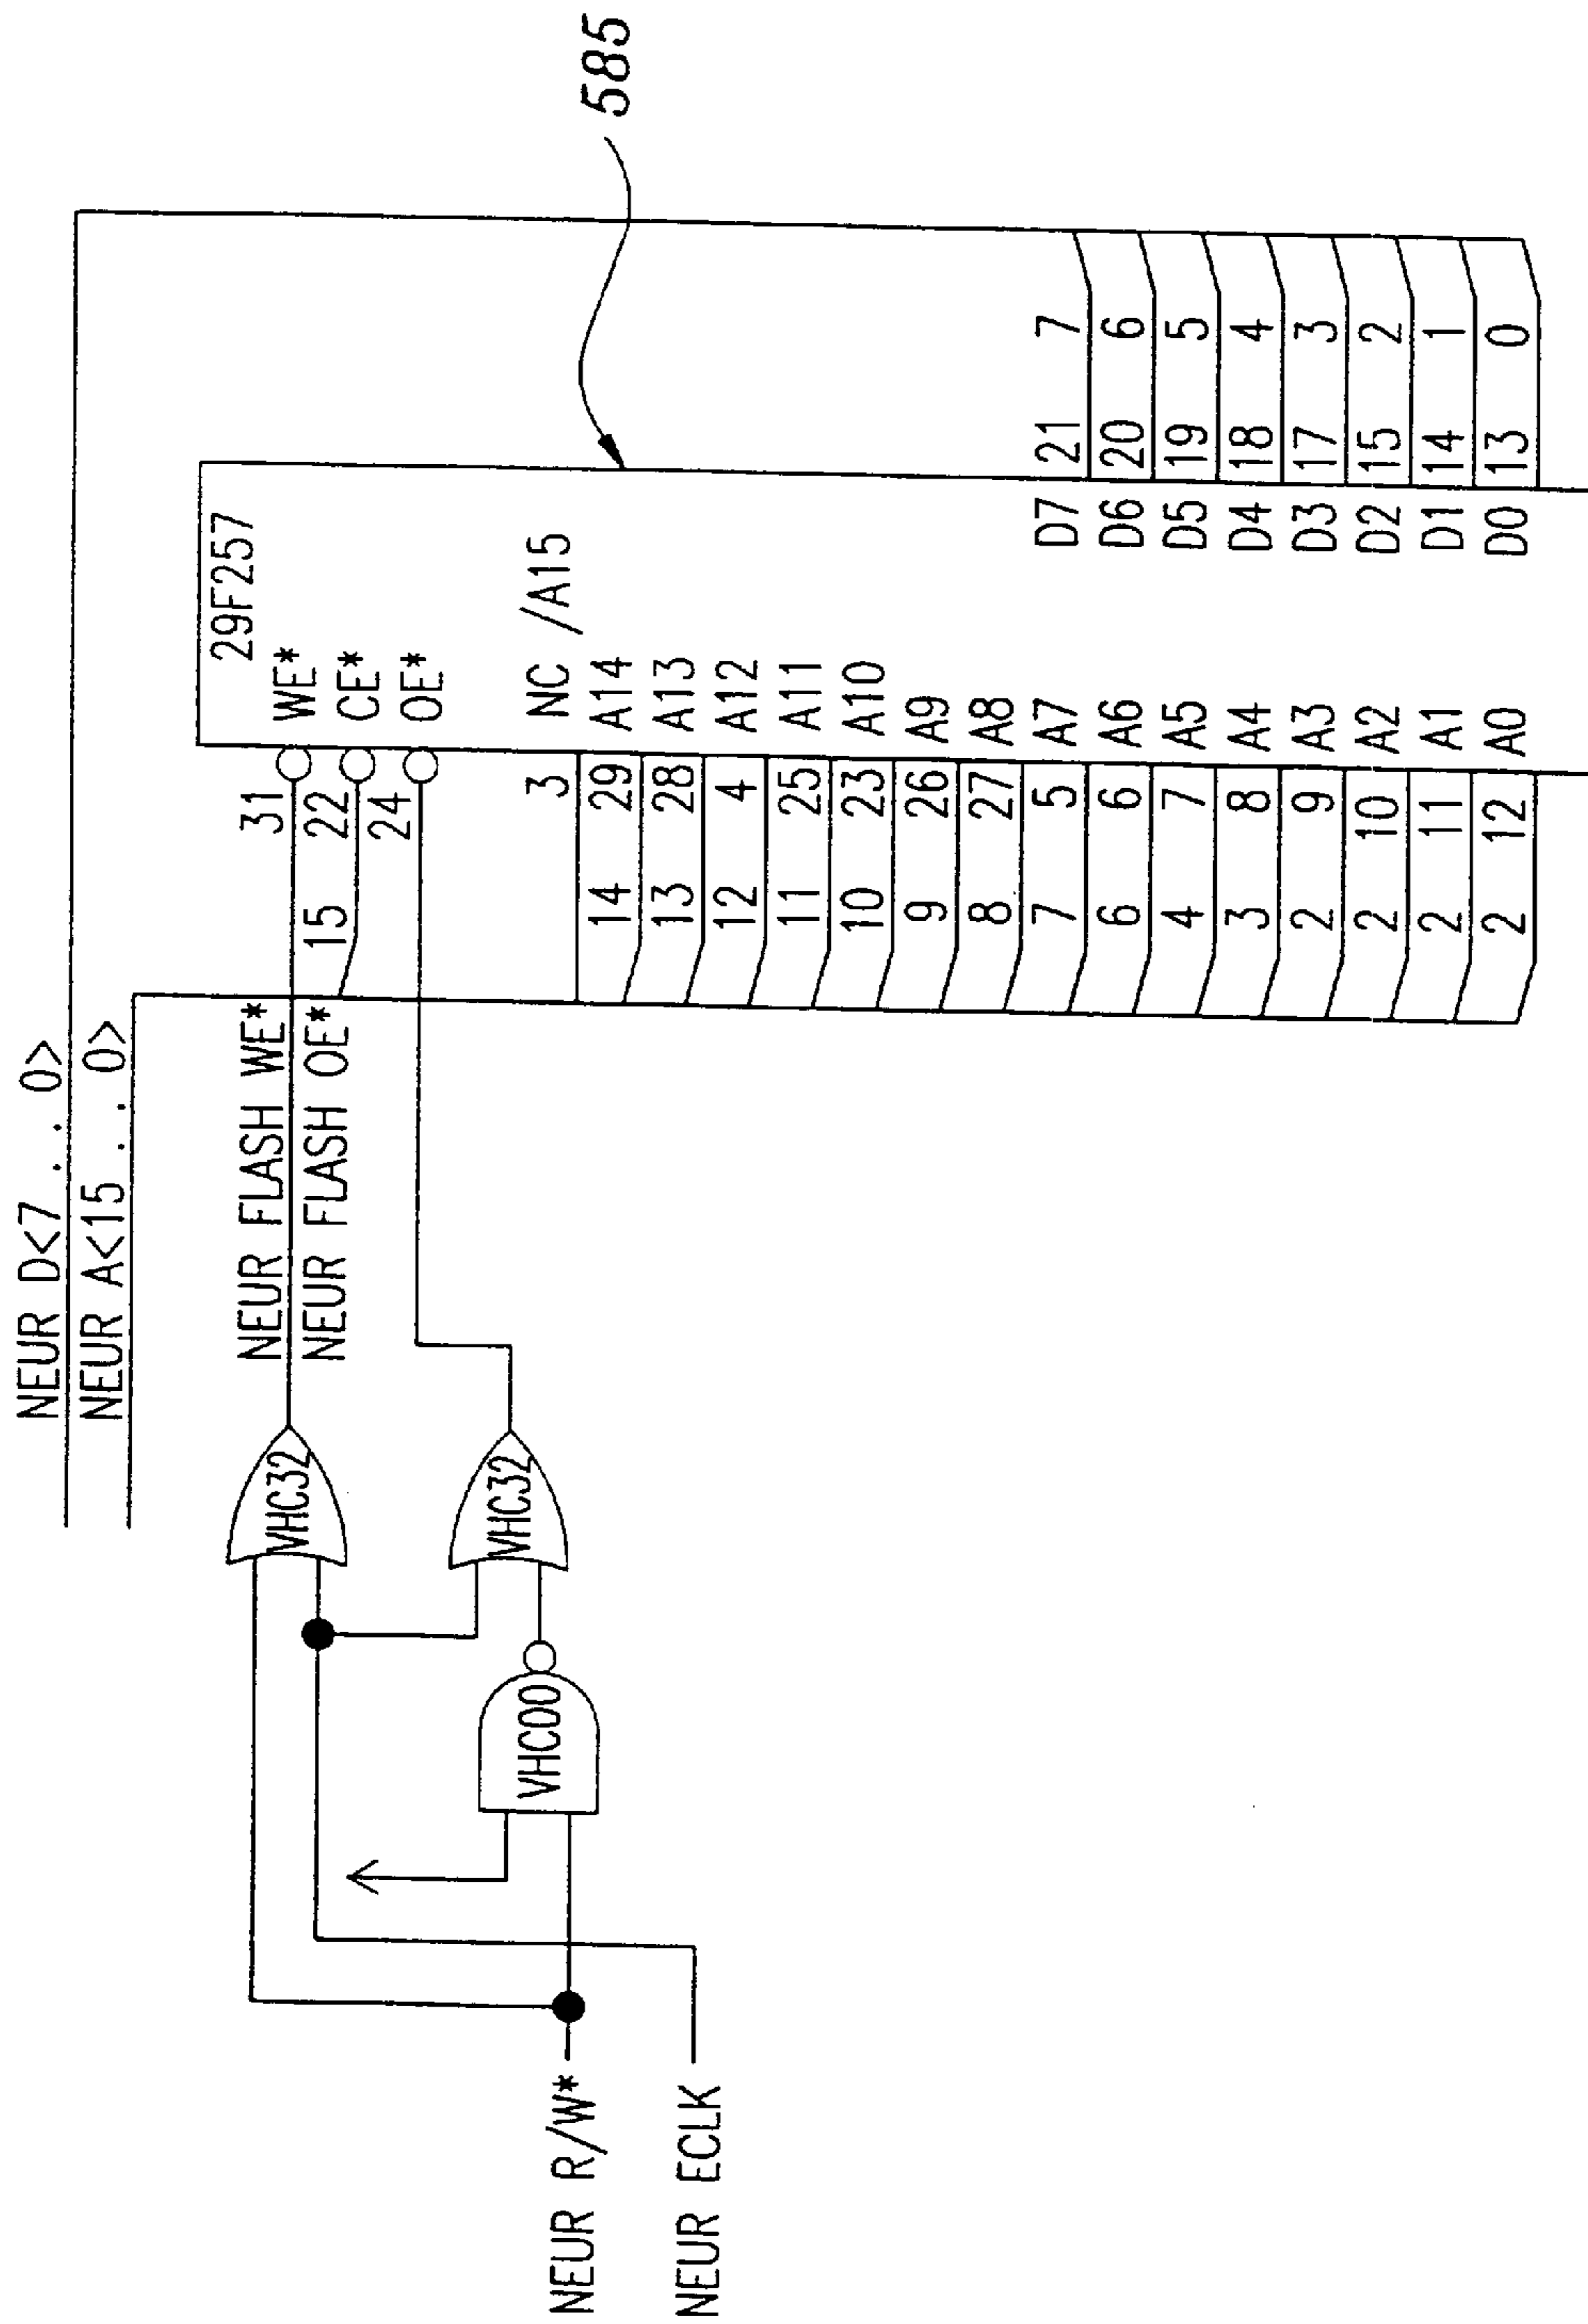 NEUR D<7 . . . 0>
NEUR A<15 . . . 0>
NEUR FLASH WE*
NEUR FLASH OE*
NEUR R/W*
NEUR ECLK
VHC32
VHC32
VHC00
585
29F257
31 WE*
15 22 CE*
24 OE*
3 NC /A15
14 29 A14
13 28 A13
12 4 A12
11 25 A11
10 23 A10
9 26 A9
8 27 A8
7 5 A7
6 6 A6
4 7 A5
3 8 A4
2 9 A3
2 10 A2
2 11 A1
2 12 A0
D7 21 7
D6 20 6
D5 19 5
D4 18 4
D3 17 3
D2 15 2
D1 14 1
D0 13 0